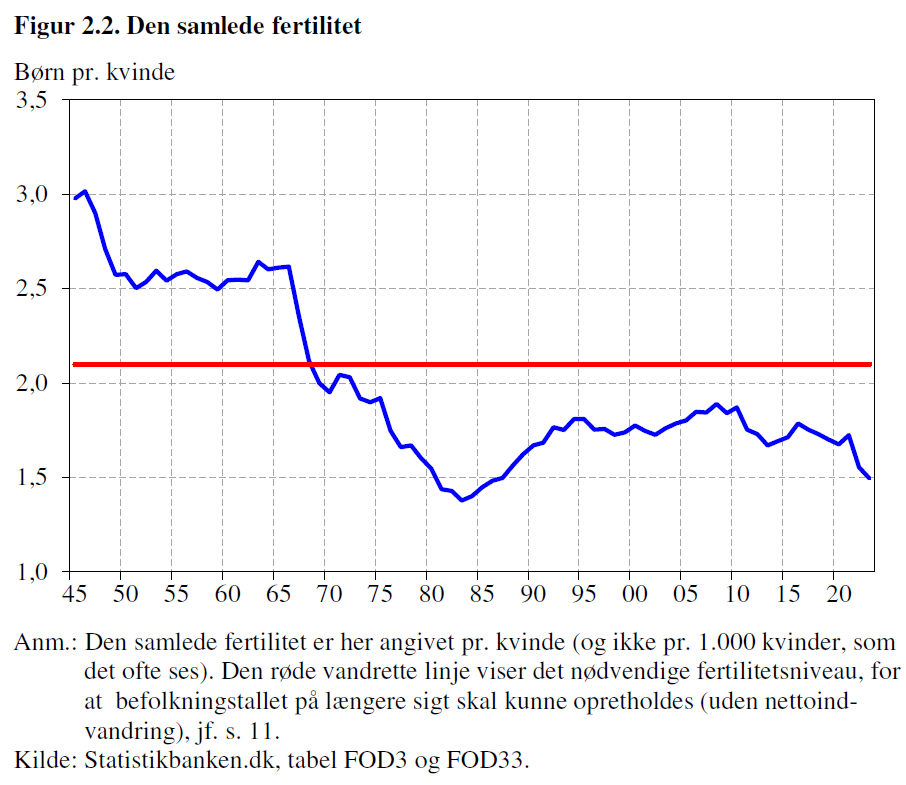 Figur 2.2. Den samlede fertilitet
Børn pr. kvinde
3,5
3,0
2,5
2,0
1,5
1,0
45 50 55 60 65 70 75 80 85 90 95 00 05 10 15 20
Anm.: Den samlede fertilitet er her angivet pr. kvinde (og ikke pr. 1.000 kvinder, som
det ofte ses). Den røde vandrette linje viser det nødvendige fertilitetsniveau, for
at befolkningstallet på længere sigt skal kunne opretholdes (uden nettoind-
vandring), jf. s. 11.
Kilde: Statistikbanken.dk, tabel FOD3 og FOD33.